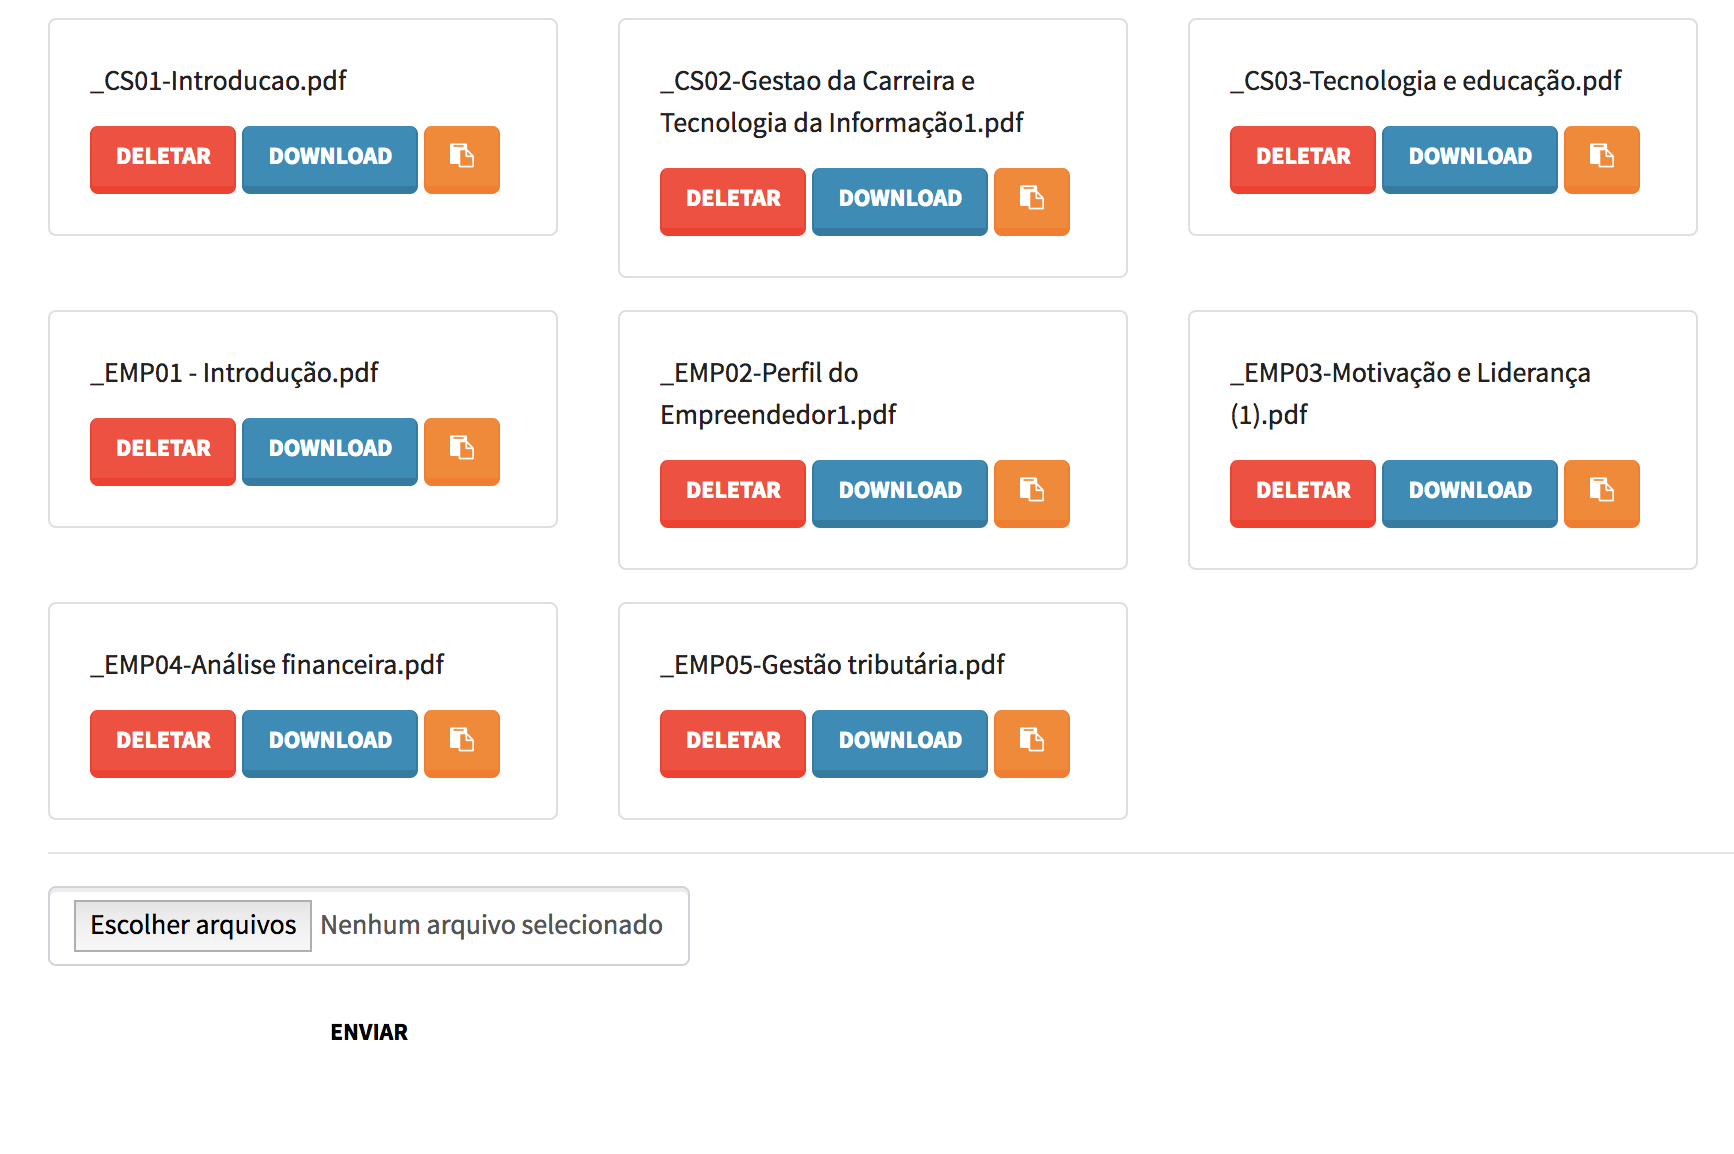 _CS01-Introducao.pdf
DELETAR DOWNLOAD
_CS02-Gestao da Carreira e
Tecnologia da Informação1.pdf
DELETAR DOWNLOAD
_CS03-Tecnologia e educação.pdf
DELETAR DOWNLOAD
_EMP01 - Introdução.pdf
DELETAR DOWNLOAD
_EMP02-Perfil do
Empreendedor1.pdf
DELETAR DOWNLOAD
_EMP03-Motivação e Liderança
(1).pdf
DELETAR DOWNLOAD
_EMP04-Análise financeira.pdf
DELETAR DOWNLOAD
_EMP05-Gestão tributária.pdf
DELETAR DOWNLOAD
Escolher arquivos Nenhum arquivo selecionado
ENVIAR